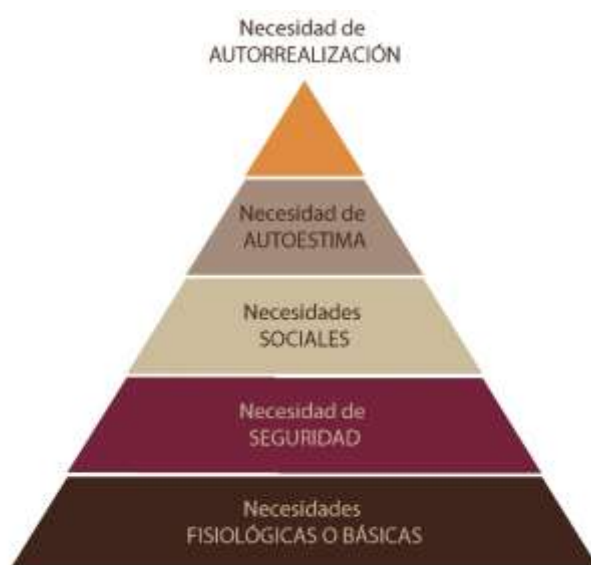 Necesidad de
AUTORREALIZACIÓN
Necesidad de
AUTOESTIMA
Necesidades
SOCIALES
Necesidad de
SEGURIDAD
Necesidades
FISIOLÓGICAS O BÁSICAS